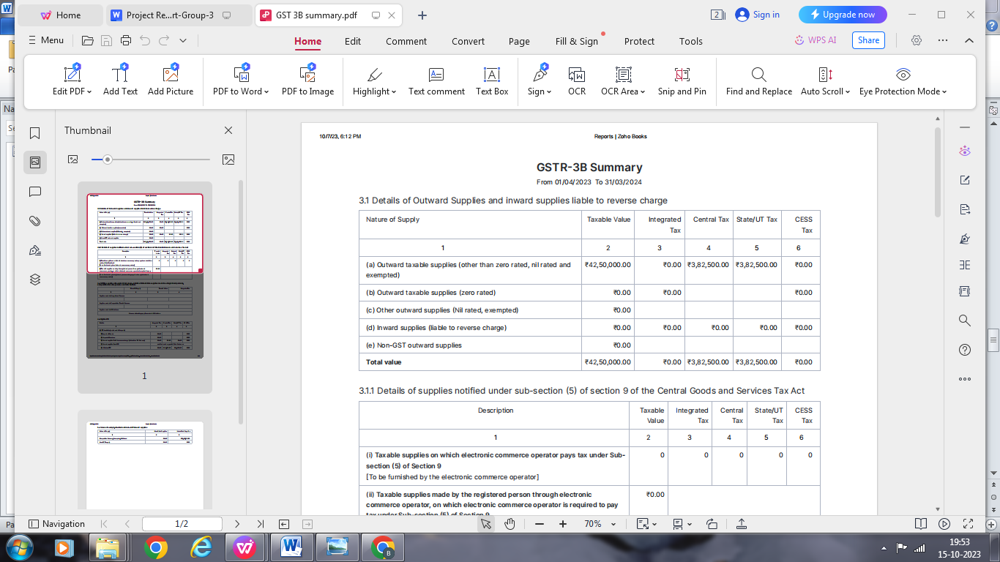 Home
Project Re...rt-Group-3
GST 3B summary.pdf
2
Sign in
Upgrade now
Menu
Home
Edit
Comment
Convert
Page
Fill & Sign
Protect
Tools
WPS AI
Share
Edit PDF
Add Text
Add Picture
PDF to Word
PDF to Image
Highlight
Text comment
Text Box
Sign
OCR
OCR Area
Snip and Pin
Find and Replace
Auto Scroll
Eye Protection Mode
Pa
Na
Se
Thumbnail
1
10/7/23, 6:12 PM
Reports | Zoho Books
GSTR-3B Summary
From 01/04/2023 To 31/03/2024
3.1 Details of Outward Supplies and inward supplies liable to reverse charge
Nature of Supply Taxable Value Integrated Tax Central Tax State/UT Tax CESS Tax
1 2 3 4 5 6
(a) Outward taxable supplies (other than zero rated, nil rated and exempted) ₹42,50,000.00 ₹0.00 ₹3,82,500.00 ₹3,82,500.00 ₹0.00
(b) Outward taxable supplies (zero rated) ₹0.00 ₹0.00 ₹0.00
(c) Other outward supplies (Nil rated, exempted) ₹0.00
(d) Inward supplies (liable to reverse charge) ₹0.00 ₹0.00 ₹0.00 ₹0.00 ₹0.00
(e) Non-GST outward supplies ₹0.00
Total value ₹42,50,000.00 ₹0.00 ₹3,82,500.00 ₹3,82,500.00 ₹0.00
3.1.1 Details of supplies notified under sub-section (5) of section 9 of the Central Goods and Services Tax Act
Description Taxable Value Integrated Tax Central Tax State/UT Tax CESS Tax
1 2 3 4 5 6
(i) Taxable supplies on which electronic commerce operator pays tax under Sub-
section (5) of Section 9
[To be furnished by the electronic commerce operator] 0 0 0 0 0
(ii) Taxable supplies made by the registered person through electronic ₹0.00
commerce operator, on which electronic commerce operator is required to pay
tax under Sub-section (5) of Section 9
Pa
Navigation
1/2
70%
19:53
15-10-2023